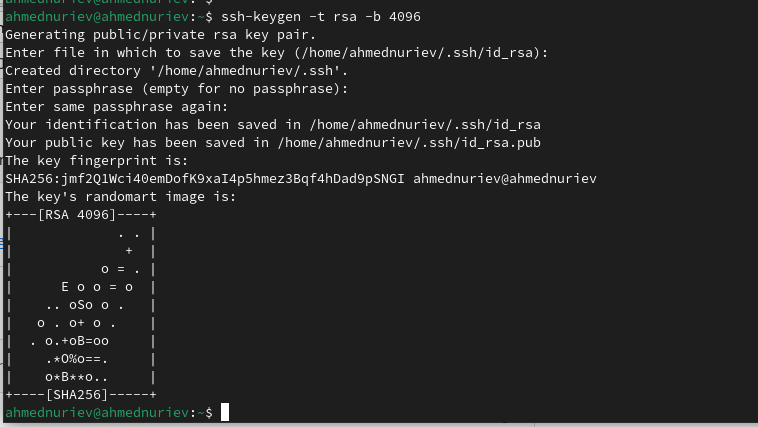 ahmednuriev@ahmednuriev:~$ ssh-keygen -t rsa -b 4096
Generating public/private rsa key pair.
Enter file in which to save the key (/home/ahmednuriev/.ssh/id_rsa):
Created directory '/home/ahmednuriev/.ssh'.
Enter passphrase (empty for no passphrase):
Enter same passphrase again:
Your identification has been saved in /home/ahmednuriev/.ssh/id_rsa
Your public key has been saved in /home/ahmednuriev/.ssh/id_rsa.pub
The key fingerprint is:
SHA256:jmf2Q1Wci40emDofK9xaI4p5hmez3Bqf4hDad9pSNGI ahmednuriev@ahmednuriev
The key's randomart image is:
+---[RSA 4096]----+
|              . . |
|               +  |
|            o = . |
|       E o o = o  |
|     .. oSo o .   |
|    o . o+ o .    |
|   . o.+oB=oo     |
|     .*O%o==.     |
|     o*B**o..     |
+----[SHA256]-----+
ahmednuriev@ahmednuriev:~$